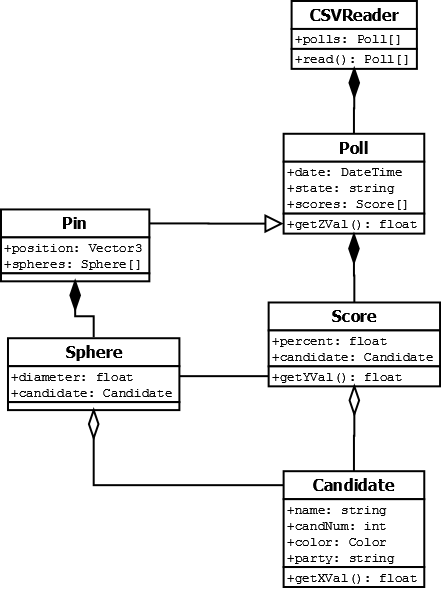 CSVReader
+polls: Poll[]
+read(): Poll[]
Poll
+date: DateTime
+state: string
+scores: Score[]
+getZVal(): float
Pin
+position: Vector3
+spheres: Sphere[]
Score
+percent: float
+candidate: Candidate
+getYVal(): float
Sphere
+diameter: float
+candidate: Candidate
Candidate
+name: string
+candNum: int
+color: Color
+party: string
+getXVal(): float